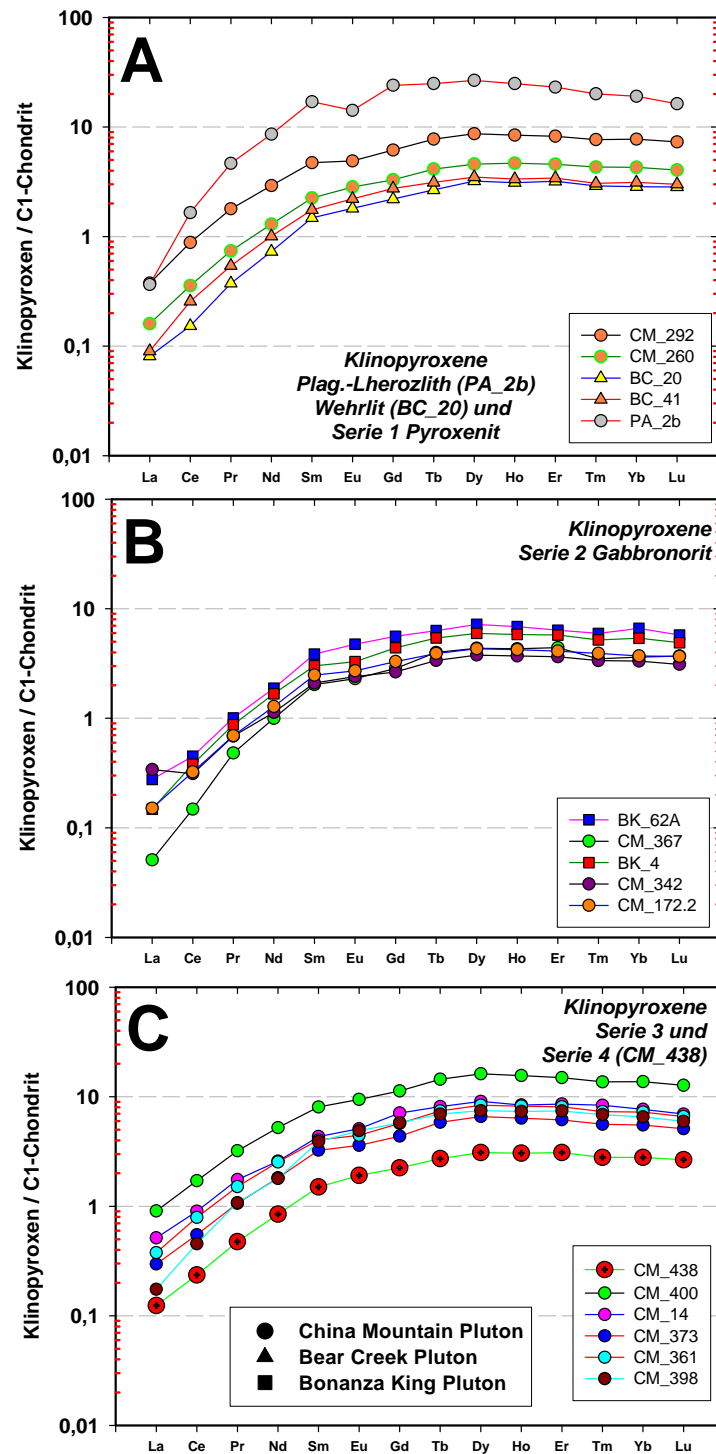 100
10
1
0,1
0,01
Klinopyroxen / C1-Chondrit
A
Klinopyroxene
Plag.-Lherozlith (PA_2b)
Wehrlit (BC_20) und
Serie 1 Pyroxenit
CM_292
CM_260
BC_20
BC_41
PA_2b
La Ce Pr Nd Sm Eu Gd Tb Dy Ho Er Tm Yb Lu
100
10
1
0,1
0,01
Klinopyroxen / C1-Chondrit
B
Klinopyroxene
Serie 2 Gabbronorit
BK_62A
CM_367
BK_4
CM_342
CM_172.2
La Ce Pr Nd Sm Eu Gd Tb Dy Ho Er Tm Yb Lu
100
10
1
0,1
0,01
Klinopyroxen / C1-Chondrit
C
Klinopyroxene
Serie 3 und
Serie 4 (CM_438)
China Mountain Pluton
Bear Creek Pluton
Bonanza King Pluton
CM_438
CM_400
CM_14
CM_373
CM_361
CM_398
La Ce Pr Nd Sm Eu Gd Tb Dy Ho Er Tm Yb Lu